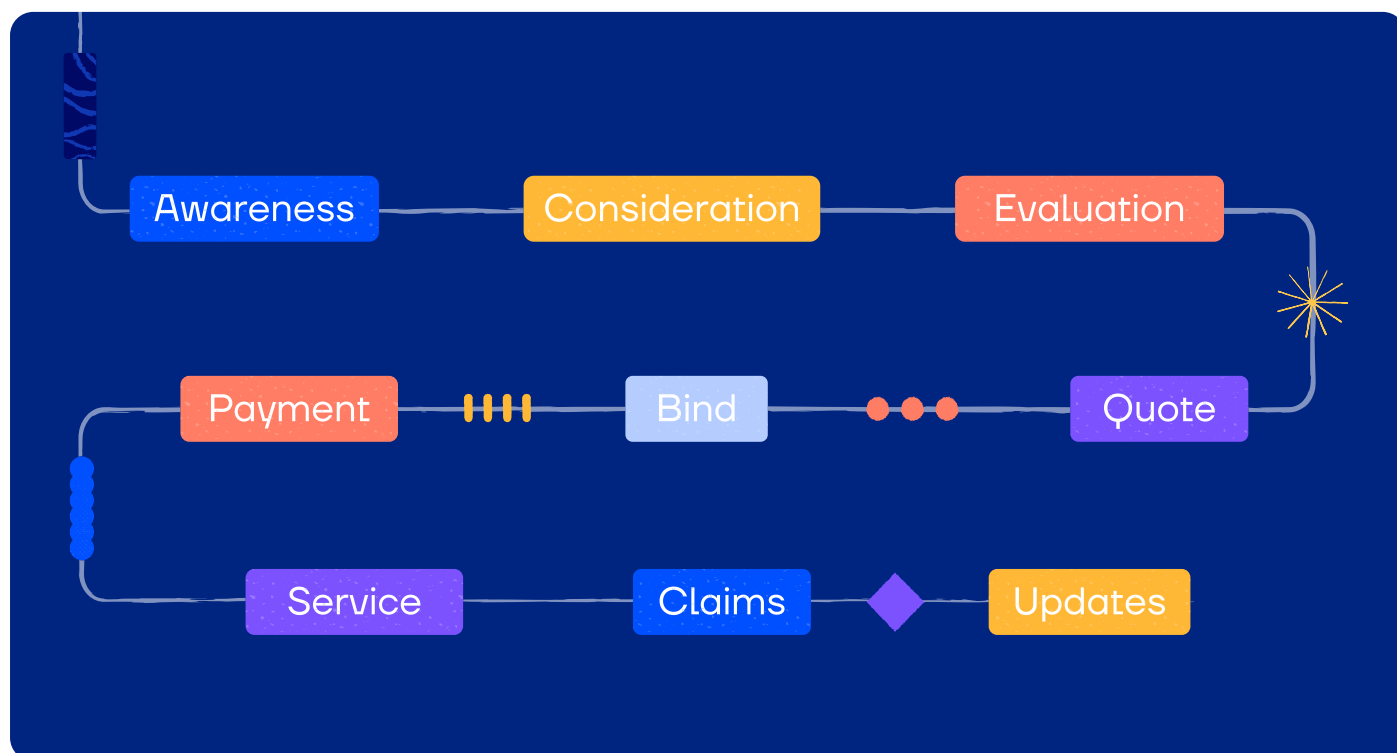 Awareness
Consideration
Evaluation
Payment
Bind
Quote
Service
Claims
Updates